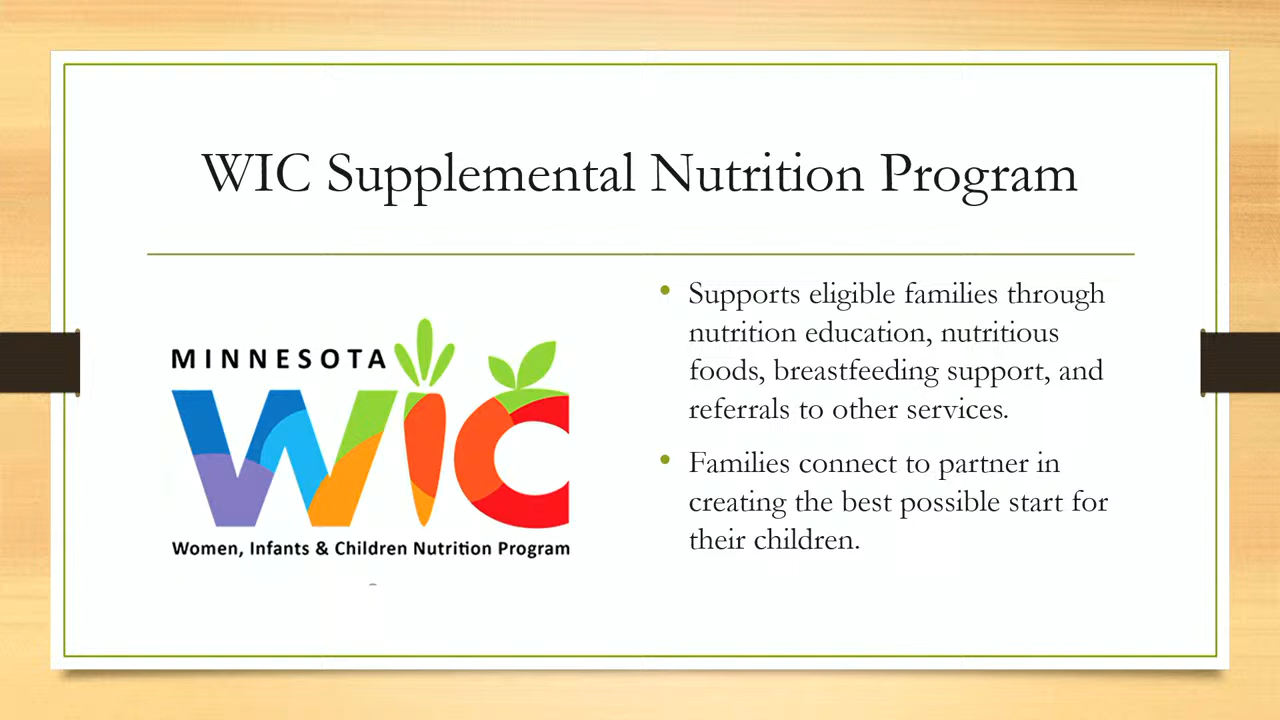 WIC Supplemental Nutrition Program
MINNESOTA
WIC
Women, Infants & Children Nutrition Program
• Supports eligible families through
nutrition education, nutritious
foods, breastfeeding support, and
referrals to other services.
• Families connect to partner in
creating the best possible start for
their children.